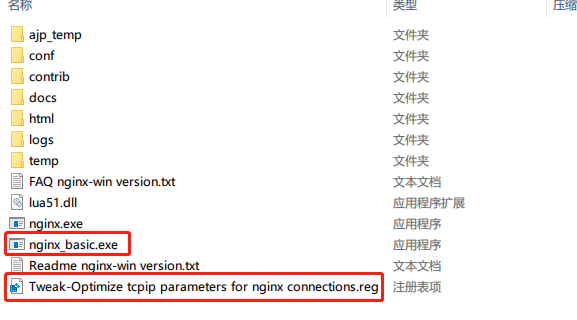 名称 类型 压缩
ajp_temp 文件夹
conf 文件夹
contrib 文件夹
docs 文件夹
html 文件夹
logs 文件夹
temp 文件夹
FAQ nginx-win version.txt 文本文档
lua51.dll 应用程序扩展
nginx.exe 应用程序
nginx_basic.exe 应用程序
Readme nginx-win version.txt 文本文档
Tweak-Optimize tcpip parameters for nginx connections.reg 注册表项